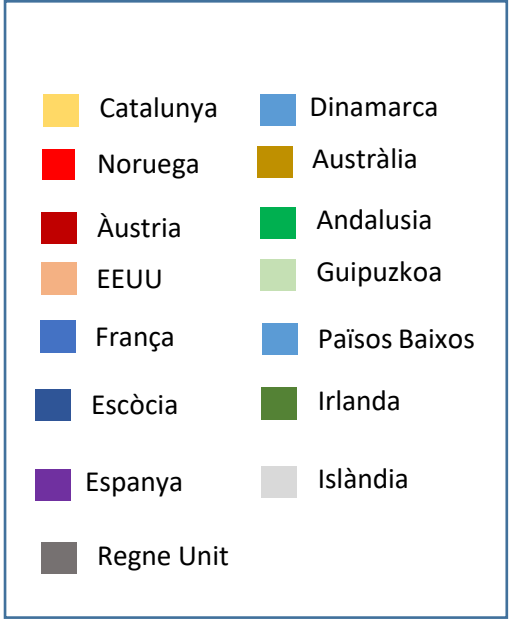 Catalunya
Dinamarca
Noruega
Austràlia
Àustria
Andalusia
EEUU
Guipuzkoa
França
Països Baixos
Escòcia
Irlanda
Espanya
Islàndia
Regne Unit